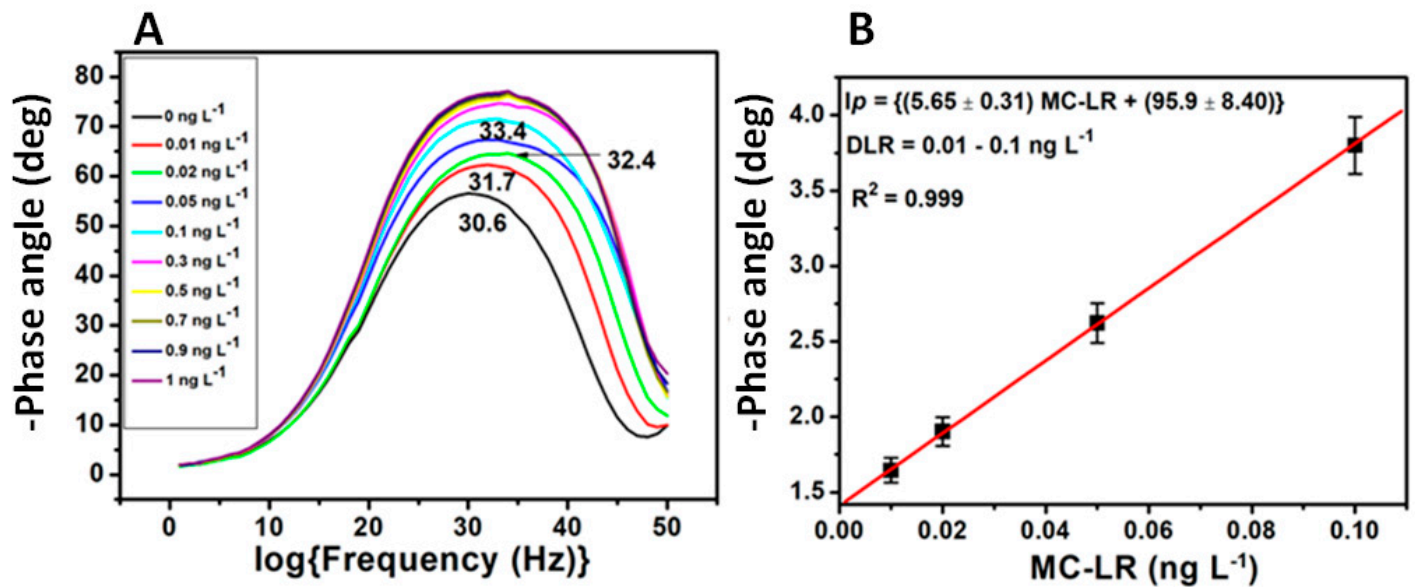 A
-Phase angle (deg)
80
70
60
50
40
30
20
10
0
0 ng L⁻¹
0.01 ng L⁻¹
0.02 ng L⁻¹
0.05 ng L⁻¹
0.1 ng L⁻¹
0.3 ng L⁻¹
0.5 ng L⁻¹
0.7 ng L⁻¹
0.9 ng L⁻¹
1 ng L⁻¹
33.4
32.4
31.7
30.6
0 10 20 30 40 50
log{Frequency (Hz)}
B
-Phase angle (deg)
4.0
3.5
3.0
2.5
2.0
1.5
Ip = {(5.65 ± 0.31) MC-LR + (95.9 ± 8.40)}
DLR = 0.01 - 0.1 ng L⁻¹
R² = 0.999
0.00 0.02 0.04 0.06 0.08 0.10
MC-LR (ng L⁻¹)